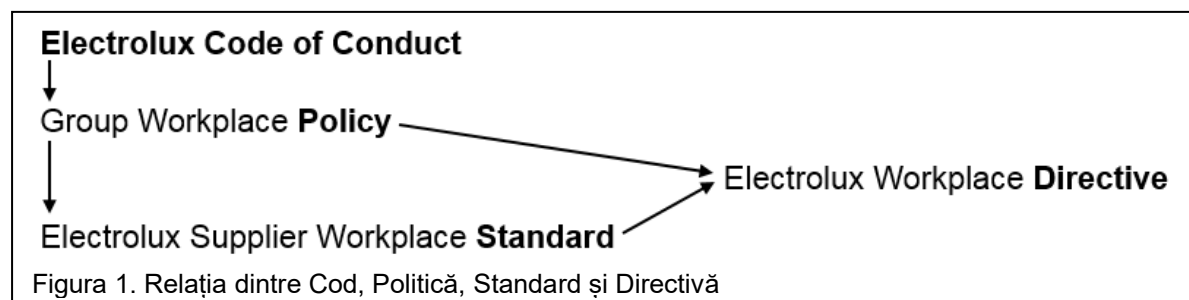 Electrolux Code of Conduct
Group Workplace Policy
Electrolux Workplace Directive
Electrolux Supplier Workplace Standard
Figura 1. Relația dintre Cod, Politică, Standard și Directivă